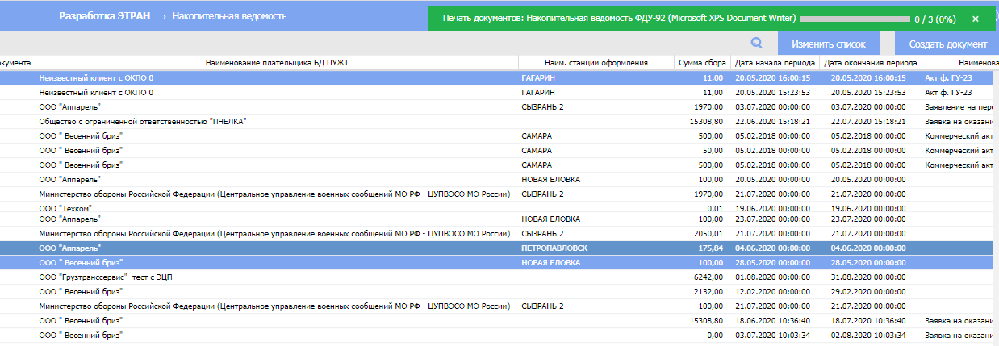 Разработка ЭТРАН › Накопительная ведомость
Печать документов: Накопительная ведомость ФДУ-92 (Microsoft XPS Document Writer) 0 / 3 (0%) ×
Изменить список Создать документ
окумента Наименование плательщика БД ПУЖТ Наим. станции оформления Сумма сбора Дата начала периода Дата окончания периода Наименова
Неизвестный клиент с ОКПО 0 ГАГАРИН 11,00 20.05.2020 16:00:15 20.05.2020 16:00:15 Акт ф. ГУ-23
Неизвестный клиент с ОКПО 0 ГАГАРИН 11,00 20.05.2020 15:23:53 20.05.2020 15:23:53 Акт ф. ГУ-23
ООО "Аппарель" СЫЗРАНЬ 2 1970,00 03.07.2020 00:00:00 03.07.2020 00:00:00 Заявление на пер
Общество с ограниченной ответственностью "ПЧЕЛКА" 15308,80 22.06.2020 15:18:21 22.07.2020 15:18:21 Заявка на оказани
ООО " Весенний бриз" САМАРА 500,00 05.02.2018 00:00:00 05.02.2018 00:00:00 Коммерческий акт
ООО " Весенний бриз" САМАРА 50,00 05.02.2018 00:00:00 05.02.2018 00:00:00 Коммерческий акт
ООО " Весенний бриз" САМАРА 500,00 05.02.2018 00:00:00 05.02.2018 00:00:00 Коммерческий акт
ООО "Аппарель" НОВАЯ ЕЛОВКА 100,00 20.05.2020 00:00:00 20.05.2020 00:00:00
Министерство обороны Российской Федерации (Центральное управление военных сообщений МО РФ - ЦУПВОСО МО России) СЫЗРАНЬ 2 1970,00 21.07.2020 00:00:00 21.07.2020 00:00:00
ООО "Техком" 0.01 19.06.2020 00:00:00 19.06.2020 00:00:00
ООО "Аппарель" НОВАЯ ЕЛОВКА 100,00 23.07.2020 00:00:00 23.07.2020 00:00:00
Министерство обороны Российской Федерации (Центральное управление военных сообщений МО РФ - ЦУПВОСО МО России) СЫЗРАНЬ 2 2050,01 21.07.2020 00:00:00 21.07.2020 00:00:00
ООО "Аппарель" ПЕТРОПАВЛОВСК 175,84 04.06.2020 00:00:00 04.06.2020 00:00:00
ООО " Весенний бриз" НОВАЯ ЕЛОВКА 100,00 28.05.2020 00:00:00 28.05.2020 00:00:00
ООО "Грузтранссервис" тест с ЭЦП 6242,00 01.08.2020 00:00:00 31.08.2020 00:00:00
ООО " Весенний бриз" 2132,00 12.02.2020 00:00:00 29.02.2020 00:00:00
Министерство обороны Российской Федерации (Центральное управление военных сообщений МО РФ - ЦУПВОСО МО России) СЫЗРАНЬ 2 100,00 21.07.2020 00:00:00 21.07.2020 00:00:00
ООО " Весенний бриз" 15308,80 18.06.2020 10:36:40 18.07.2020 10:36:40 Заявка на оказани
ООО " Весенний бриз" 0,00 03.07.2020 10:03:34 02.08.2020 10:03:34 Заявка на оказани